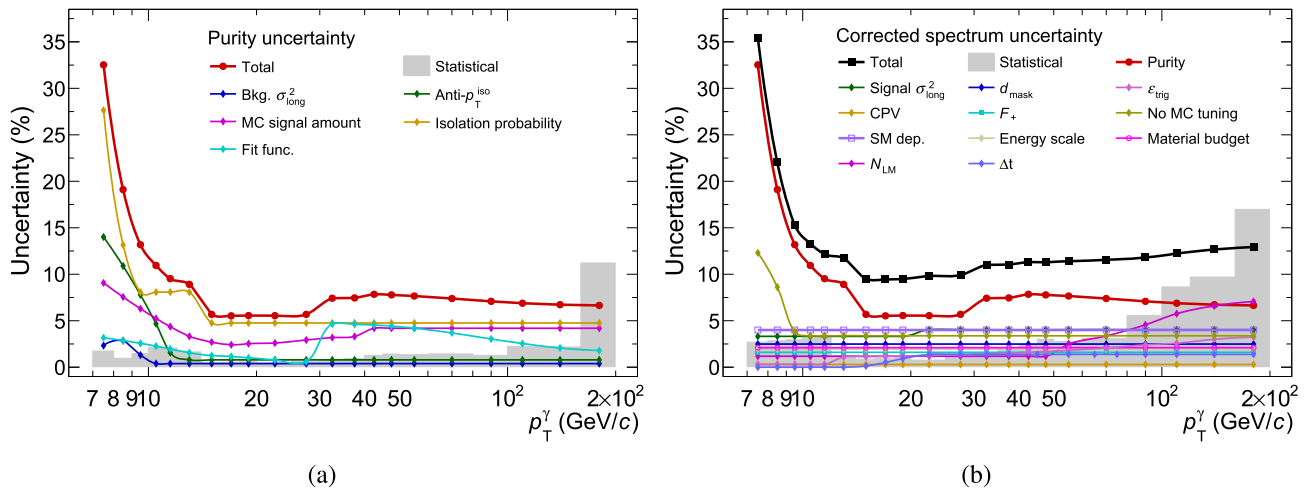 Uncertainty (%)
35
30
25
20
15
10
5
0
Purity uncertainty
Total
Statistical
Bkg. σ²long
Anti-pTiso
MC signal amount
Isolation probability
Fit func.
7 8 9 10 20 30 40 50 10² 2×10²
pTγ (GeV/c)
(a)
Uncertainty (%)
35
30
25
20
15
10
5
0
Corrected spectrum uncertainty
Total
Statistical
Purity
Signal σ²long
dmask
εtrig
CPV
F+
No MC tuning
SM dep.
Energy scale
Material budget
NLM
Δt
7 8 9 10 20 30 40 50 10² 2×10²
pTγ (GeV/c)
(b)